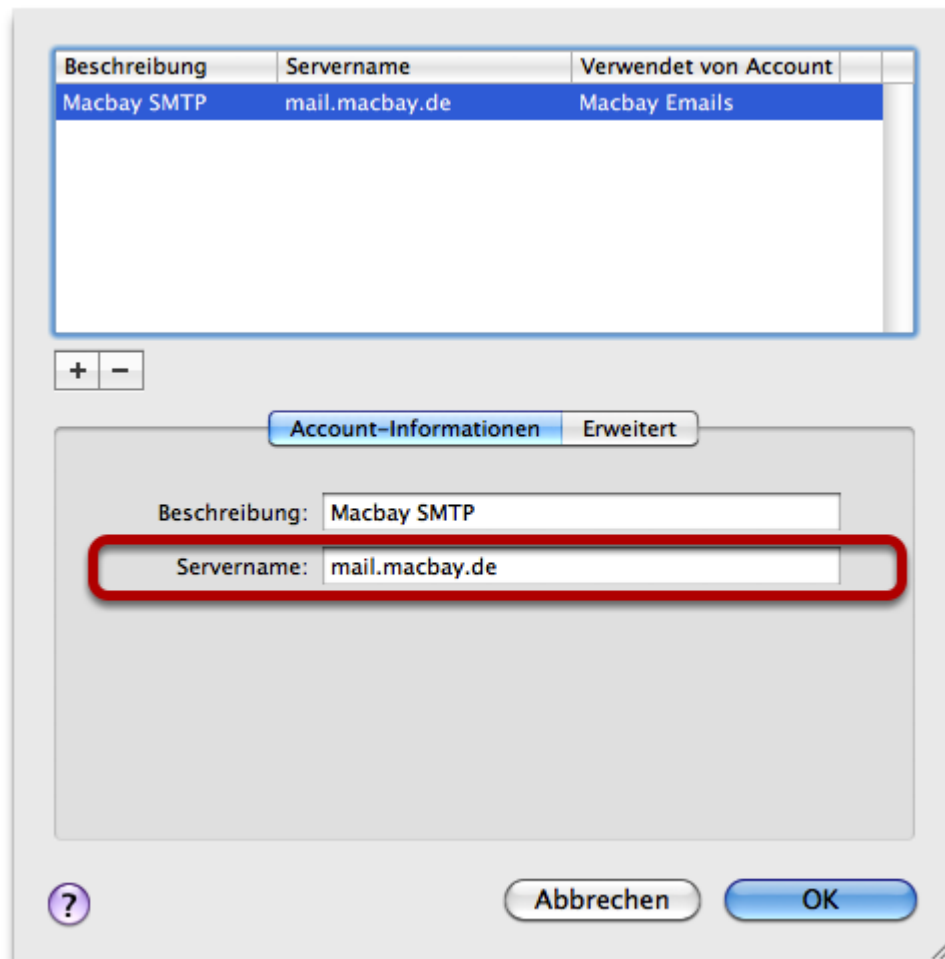 Beschreibung Servername Verwendet von Account
Macbay SMTP mail.macbay.de Macbay Emails
+ −
Account-Informationen Erweitert
Beschreibung: Macbay SMTP
Servername: mail.macbay.de
? Abbrechen OK